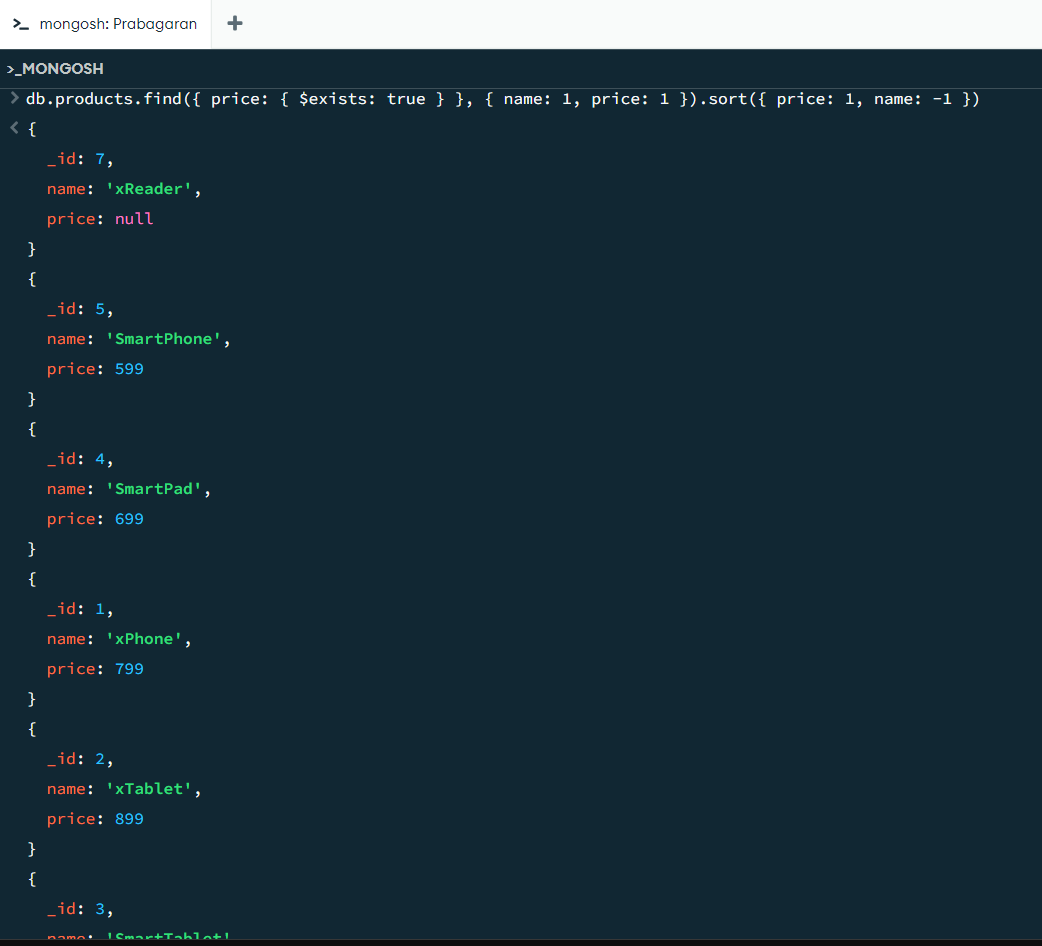 >_ mongosh: Prabagaran +
>_MONGOSH
> db.products.find({ price: { $exists: true } }, { name: 1, price: 1 }).sort({ price: 1, name: -1 })
< {
_id: 7,
name: 'xReader',
price: null
}
{
_id: 5,
name: 'SmartPhone',
price: 599
}
{
_id: 4,
name: 'SmartPad',
price: 699
}
{
_id: 1,
name: 'xPhone',
price: 799
}
{
_id: 2,
name: 'xTablet',
price: 899
}
{
_id: 3,
name: 'SmartTablet'